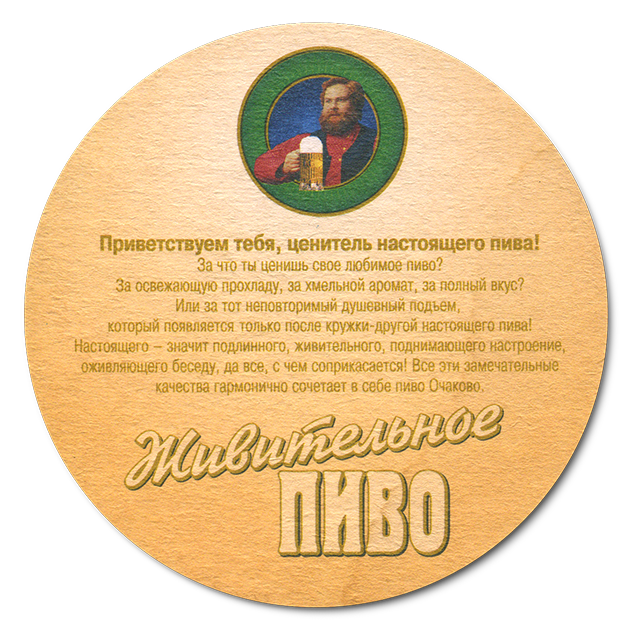 Приветствуем тебя, ценитель настоящего пива!
За что ты ценишь свое любимое пиво?
За освежающую прохладу, за хмельной аромат, за полный вкус?
Или за тот неповторимый душевный подъем,
который появляется только после кружки-другой настоящего пива!
Настоящего – значит подлинного, живительного, поднимающего настроение,
оживляющего беседу, да все, с чем соприкасается! Все эти замечательные
качества гармонично сочетает в себе пиво Очаково.
Живительное
ПИВО